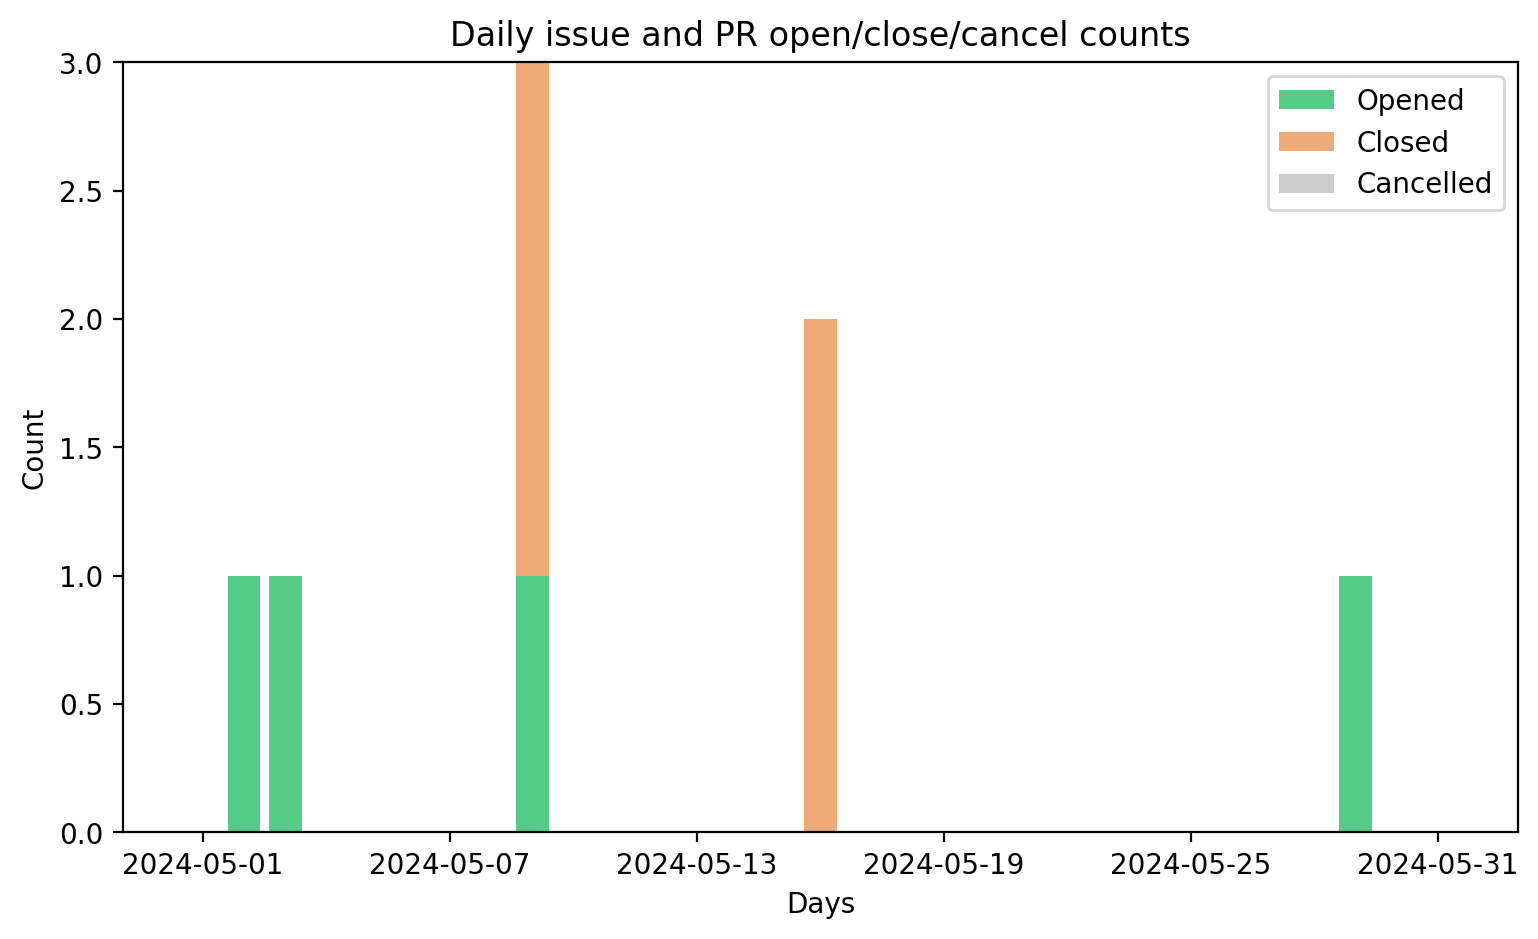 Daily issue and PR open/close/cancel counts
3.0
2.5
2.0
1.5
1.0
0.5
0.0
Count
Opened
Closed
Cancelled
2024-05-01
2024-05-07
2024-05-13
2024-05-19
2024-05-25
2024-05-31
Days